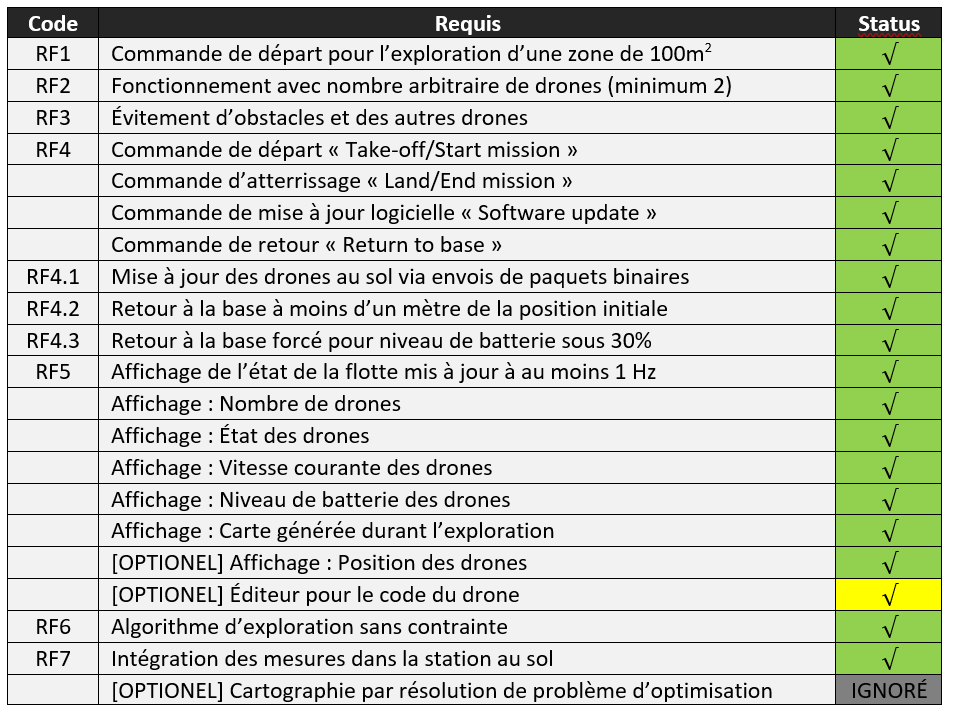 Code Requis Status
RF1 Commande de départ pour l’exploration d’une zone de 100m² √
RF2 Fonctionnement avec nombre arbitraire de drones (minimum 2) √
RF3 Évitement d’obstacles et des autres drones √
RF4 Commande de départ « Take-off/Start mission » √
Commande d’atterrissage « Land/End mission » √
Commande de mise à jour logicielle « Software update » √
Commande de retour « Return to base » √
RF4.1 Mise à jour des drones au sol via envois de paquets binaires √
RF4.2 Retour à la base à moins d’un mètre de la position initiale √
RF4.3 Retour à la base forcé pour niveau de batterie sous 30% √
RF5 Affichage de l’état de la flotte mis à jour à au moins 1 Hz √
Affichage : Nombre de drones √
Affichage : État des drones √
Affichage : Vitesse courante des drones √
Affichage : Niveau de batterie des drones √
Affichage : Carte générée durant l’exploration √
[OPTIONEL] Affichage : Position des drones √
[OPTIONEL] Éditeur pour le code du drone √
RF6 Algorithme d’exploration sans contrainte √
RF7 Intégration des mesures dans la station au sol √
[OPTIONEL] Cartographie par résolution de problème d’optimisation IGNORÉ